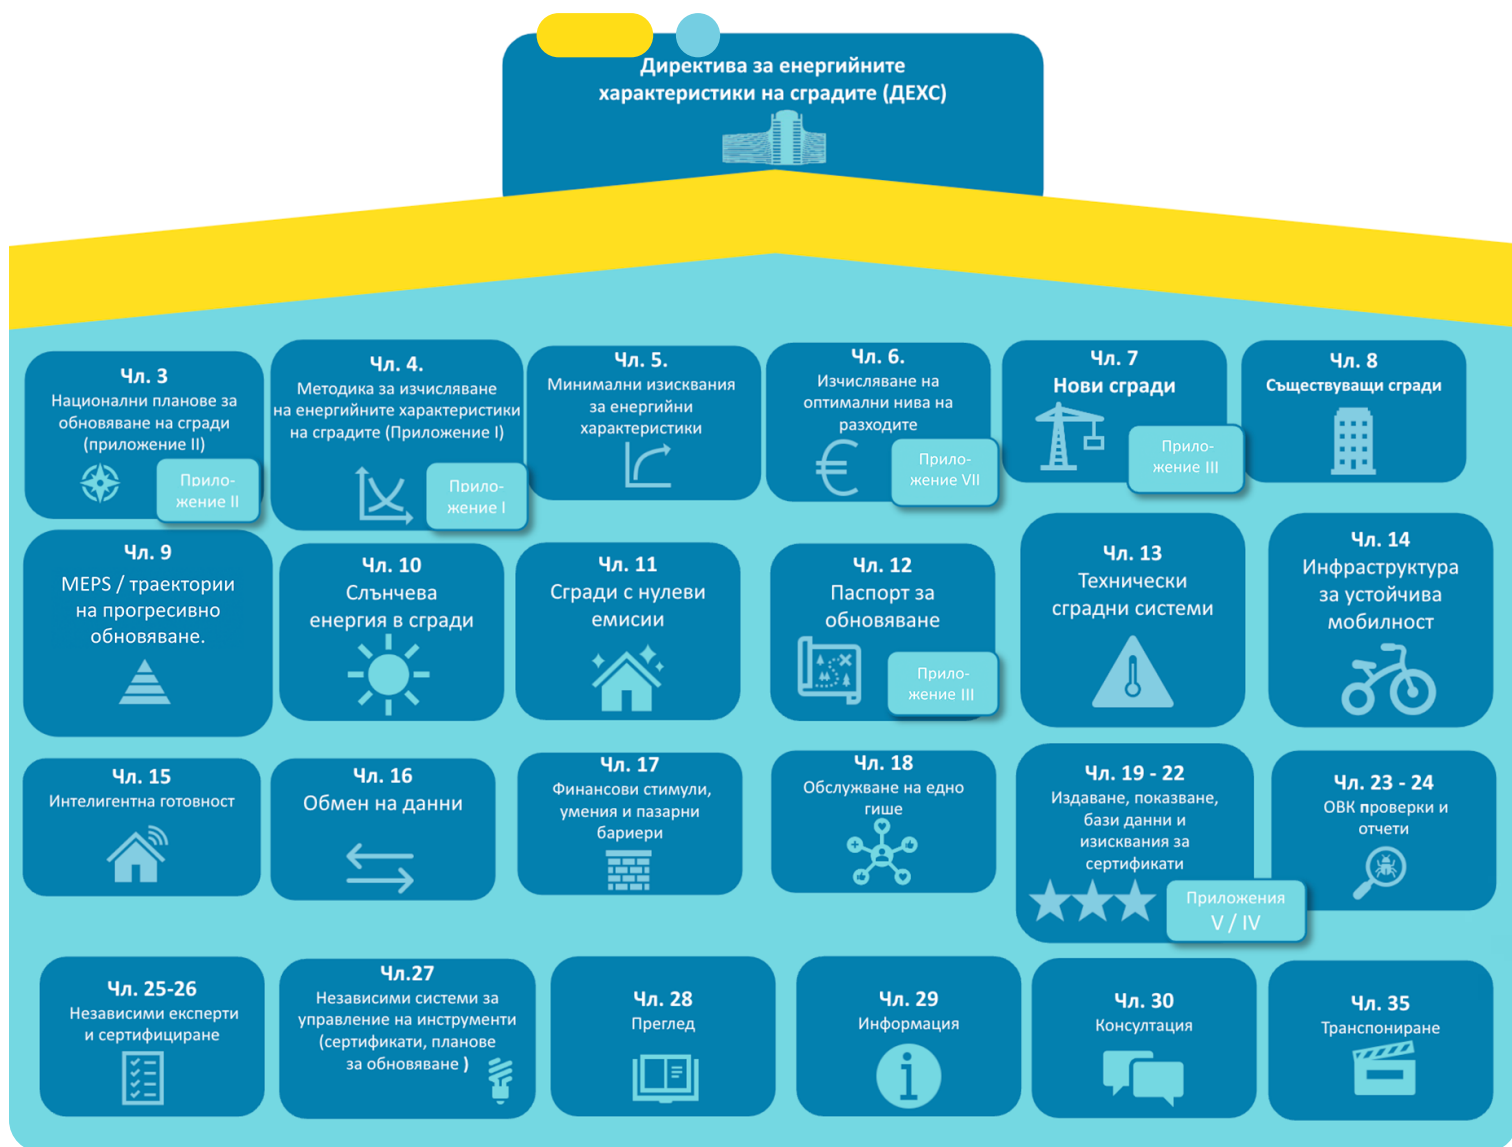 Директива за енергийните
характеристики на сградите (ДЕХС)
Чл. 3
Национални планове за
обновяване на сгради
(приложение II)
Прило-
жение II
Чл. 4.
Методика за изчисляване
на енергийните характеристики
на сградите (Приложение I)
Прило-
жение I
Чл. 5.
Минимални изисквания
за енергийни
характеристики
Чл. 6.
Изчисляване на
оптимални нива на
разходите
Прило-
жение VII
Чл. 7
Нови сгради
Прило-
жение III
Чл. 8
Съществуващи сгради
Чл. 9
MEPS / траектории
на прогресивно
обновяване.
Чл. 10
Слънчева
енергия в сгради
Чл. 11
Сгради с нулеви
емисии
Чл. 12
Паспорт за
обновяване
Прило-
жение III
Чл. 13
Технически
сградни системи
Чл. 14
Инфраструктура
за устойчива
мобилност
Чл. 15
Интелигентна готовност
Чл. 16
Обмен на данни
Чл. 17
Финансови стимули,
умения и пазарни
бариери
Чл. 18
Обслужване на едно
гише
Чл. 19 - 22
Издаване, показване,
бази данни и
изисквания за
сертификати
Приложения
V / IV
Чл. 23 - 24
ОВК проверки и
отчети
Чл. 25-26
Независими експерти
и сертифициране
Чл.27
Независими системи за
управление на инструменти
(сертификати, планове
за обновяване )
Чл. 28
Преглед
Чл. 29
Информация
Чл. 30
Консултация
Чл. 35
Транспониране